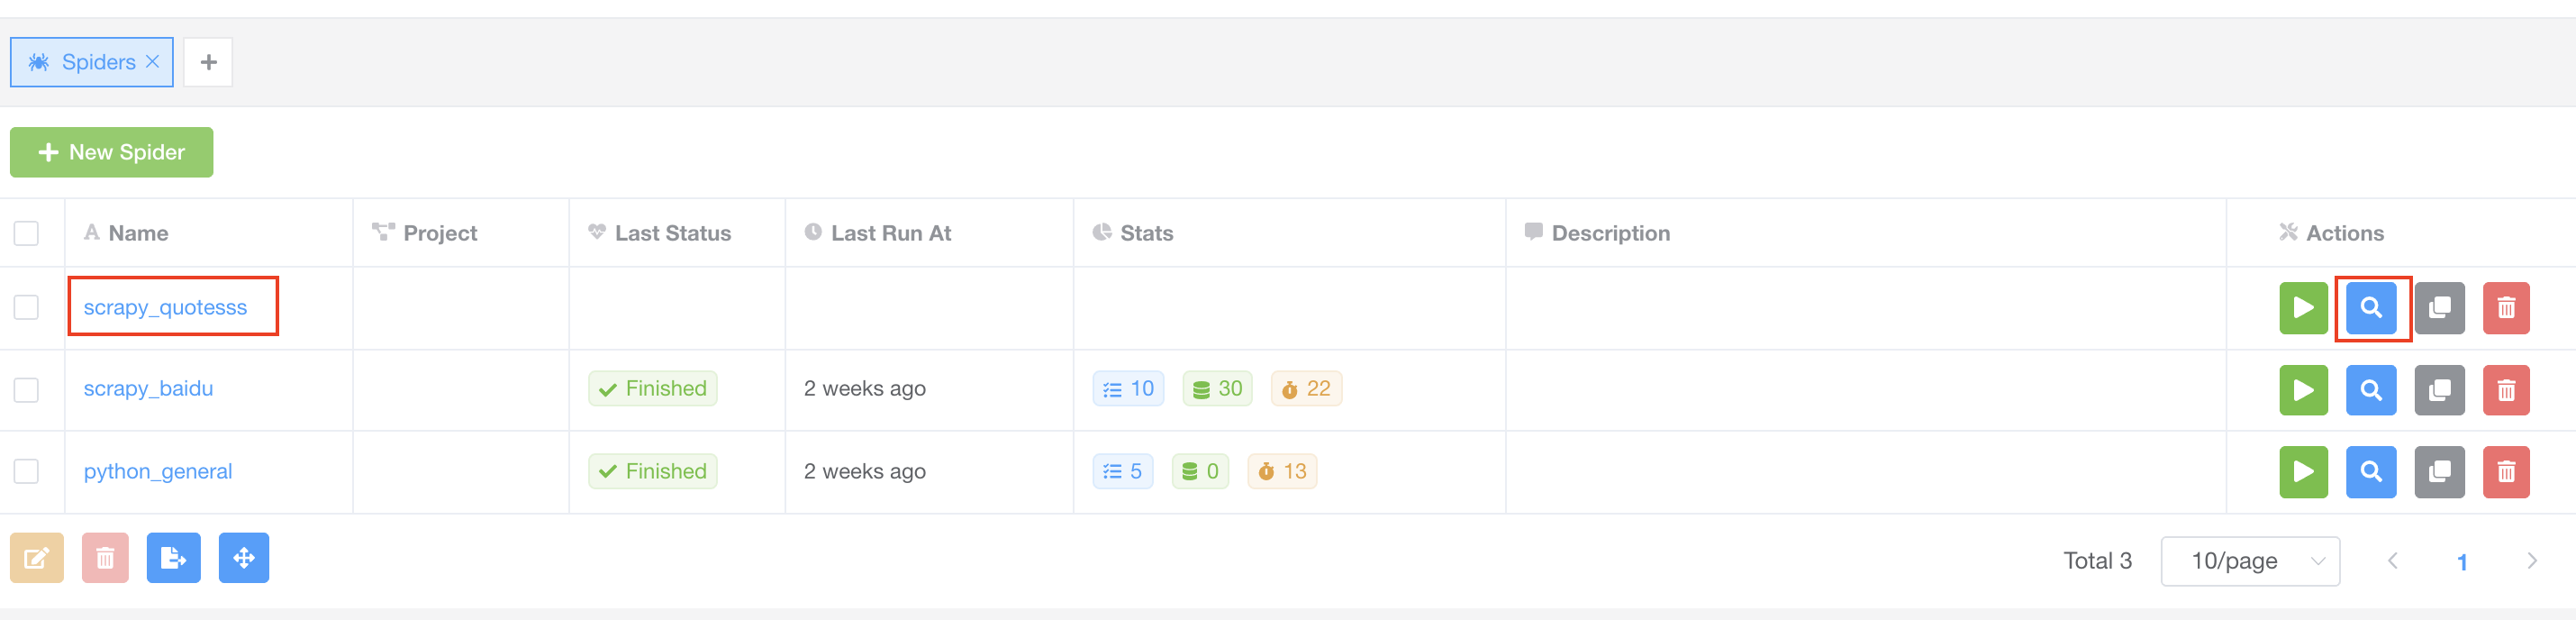 Spiders
New Spider
Name Project Last Status Last Run At Stats Description Actions
scrapy_quotesss
scrapy_baidu Finished 2 weeks ago 10 30 22
python_general Finished 2 weeks ago 5 0 13
Total 3 10/page 1